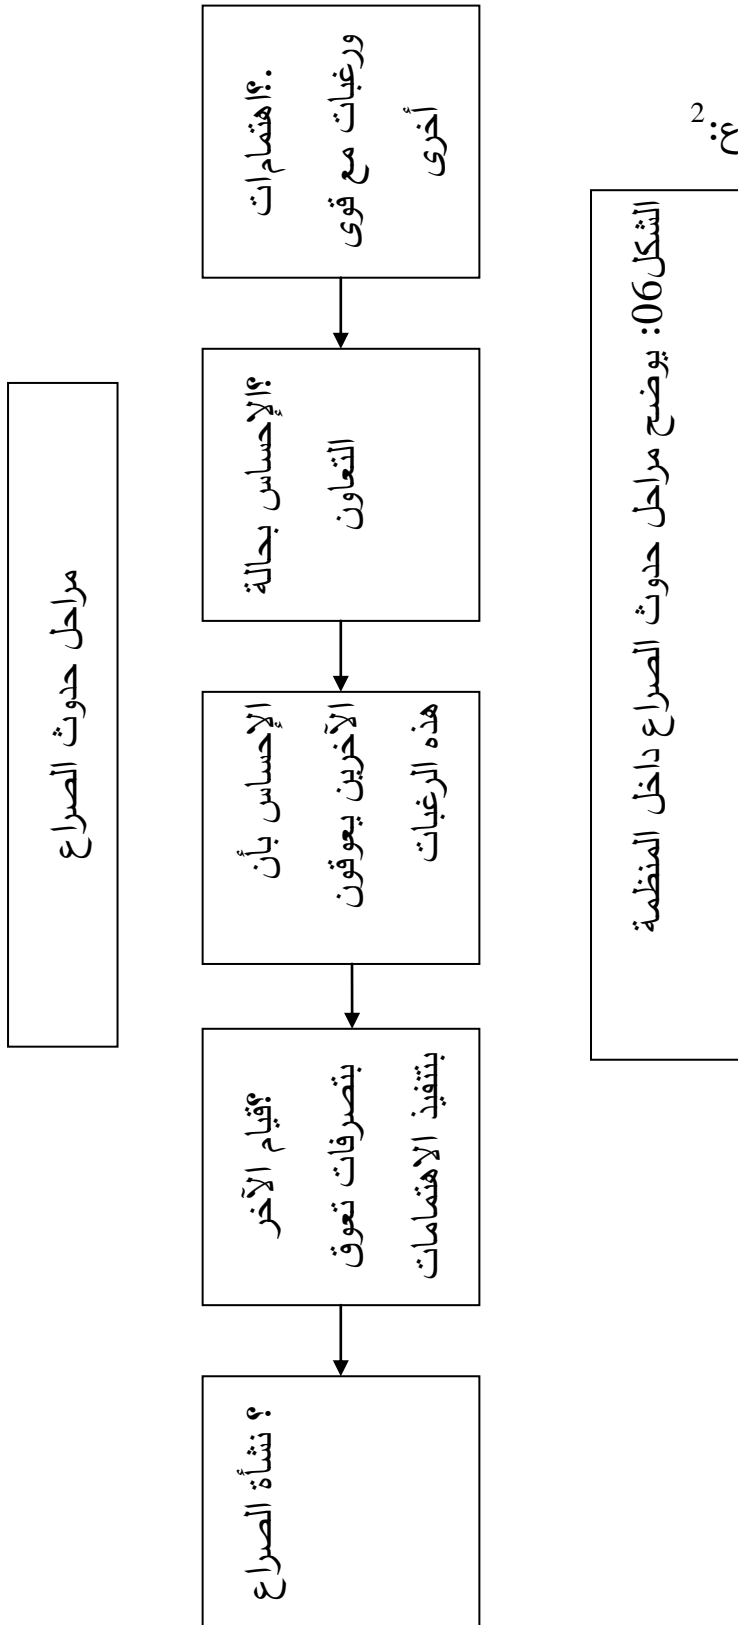 ع:2
مراحل حدوث الصراع
؟.اهتمامات
ورغبات مع قوى
أخرى
؟الإحساس بحالة
التعاون
الإحساس بأن
الآخرين يعوقون
هذه الرغبات
؟قيام الآخر
بتصرفات تعوق
بتنفيذ الاهتمامات
؟ نشأة الصراع
الشكل06: يوضح مراحل حدوث الصراع داخل المنظمة